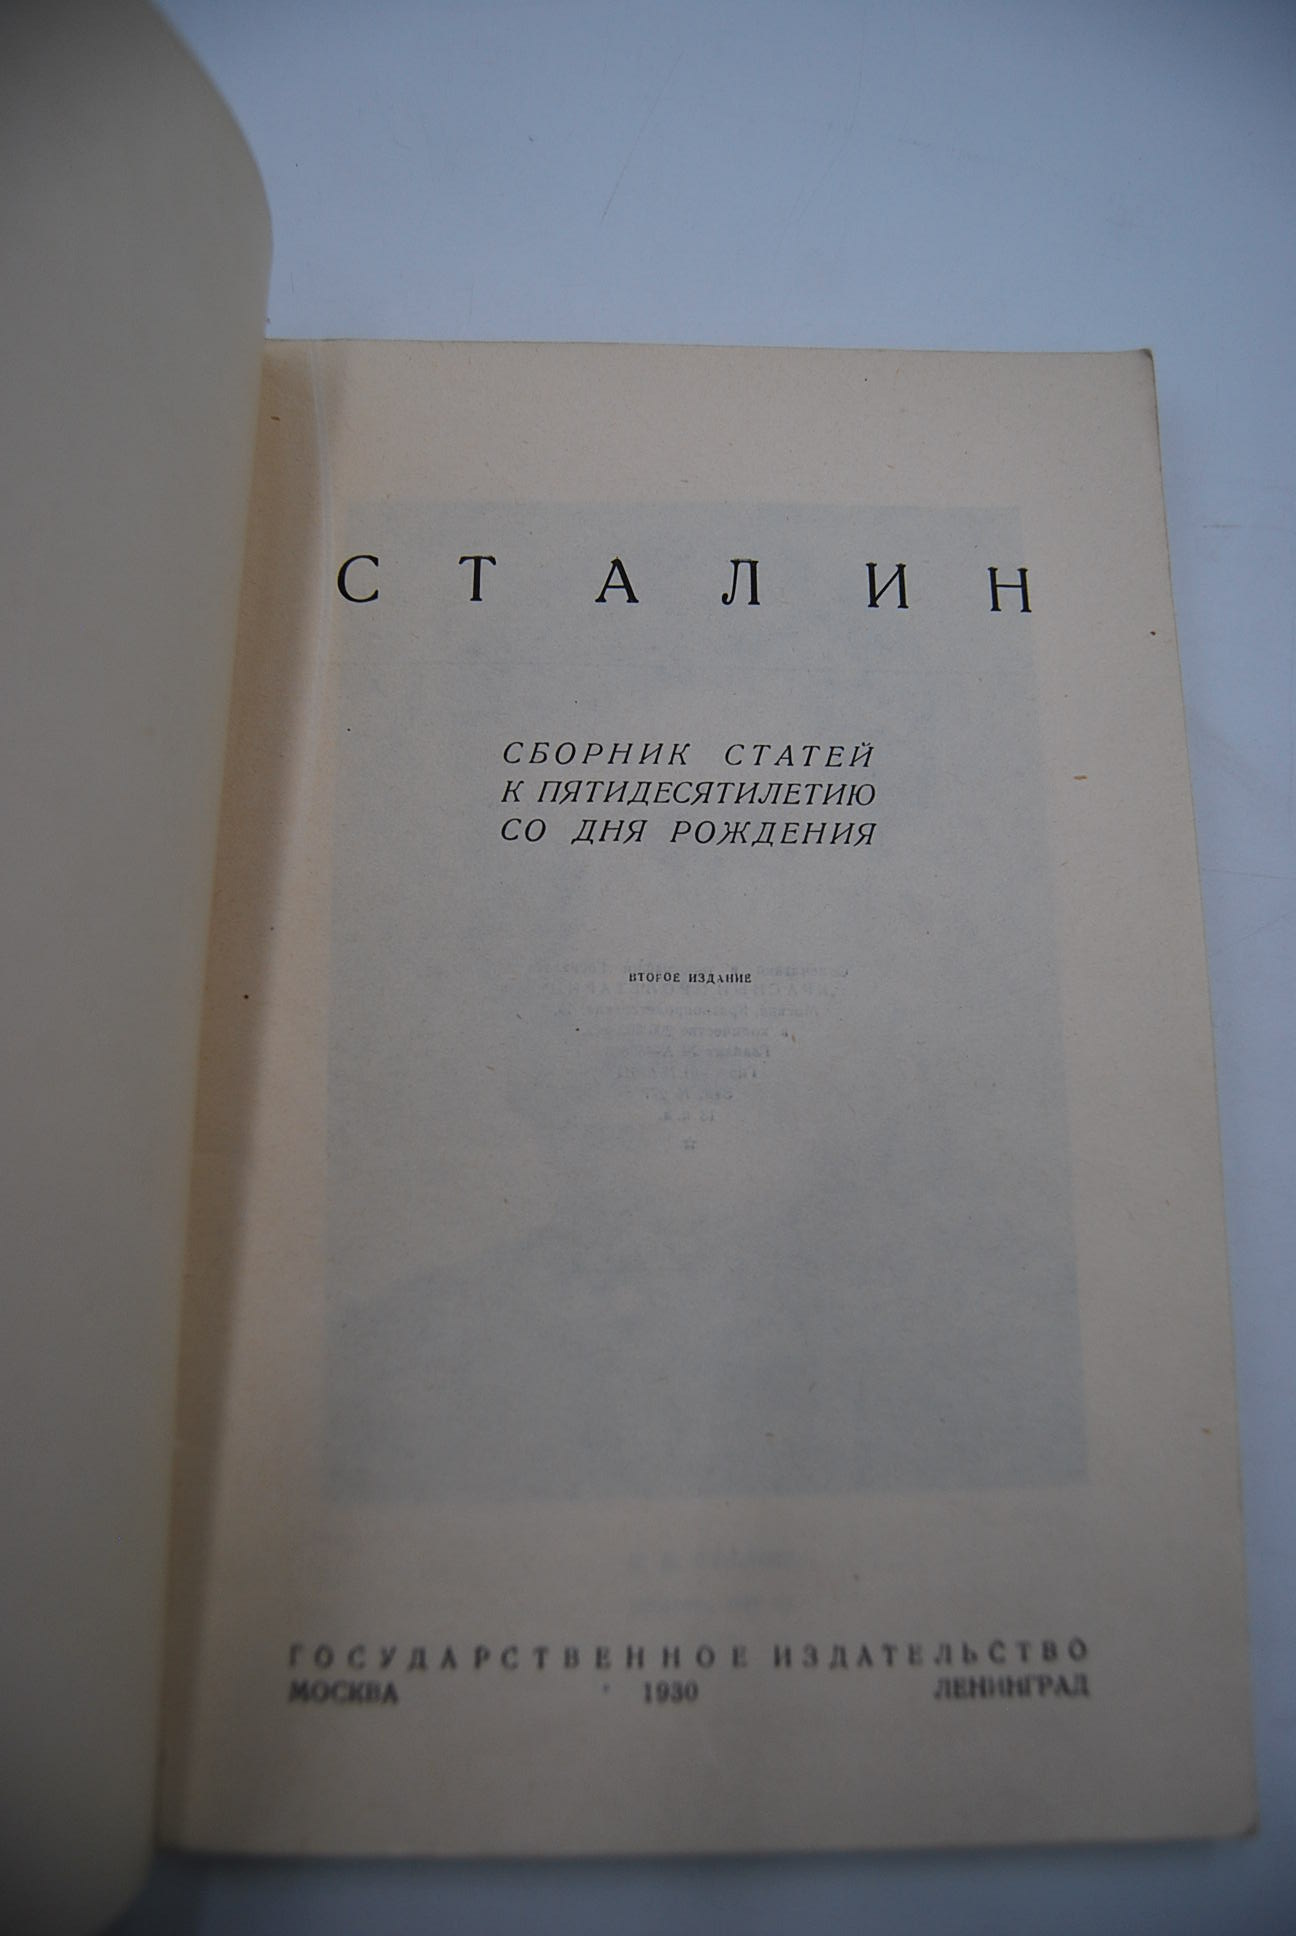 СТАЛИН
СБОРНИК СТАТЕЙ
К ПЯТИДЕСЯТИЛЕТИЮ
СО ДНЯ РОЖДЕНИЯ
ВТОРОЕ ИЗДАНИЕ
ГОСУДАРСТВЕННОЕ ИЗДАТЕЛЬСТВО
МОСКВА 1930 ЛЕНИНГРАД